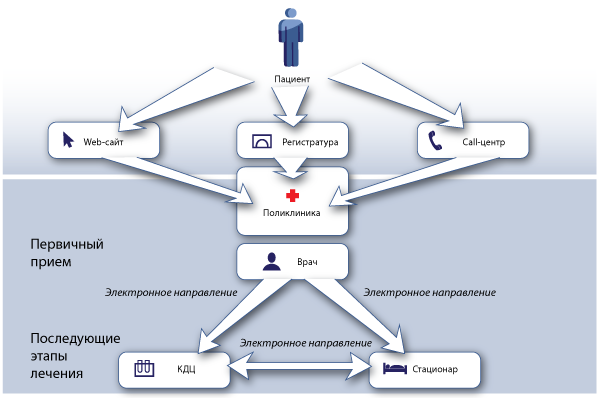 Пациент
Web-сайт
Регистратура
Call-центр
Поликлиника
Первичный
прием
Врач
Электронное направление
Электронное направление
Последующие
этапы
лечения
Электронное направление
КДЦ
Стационар